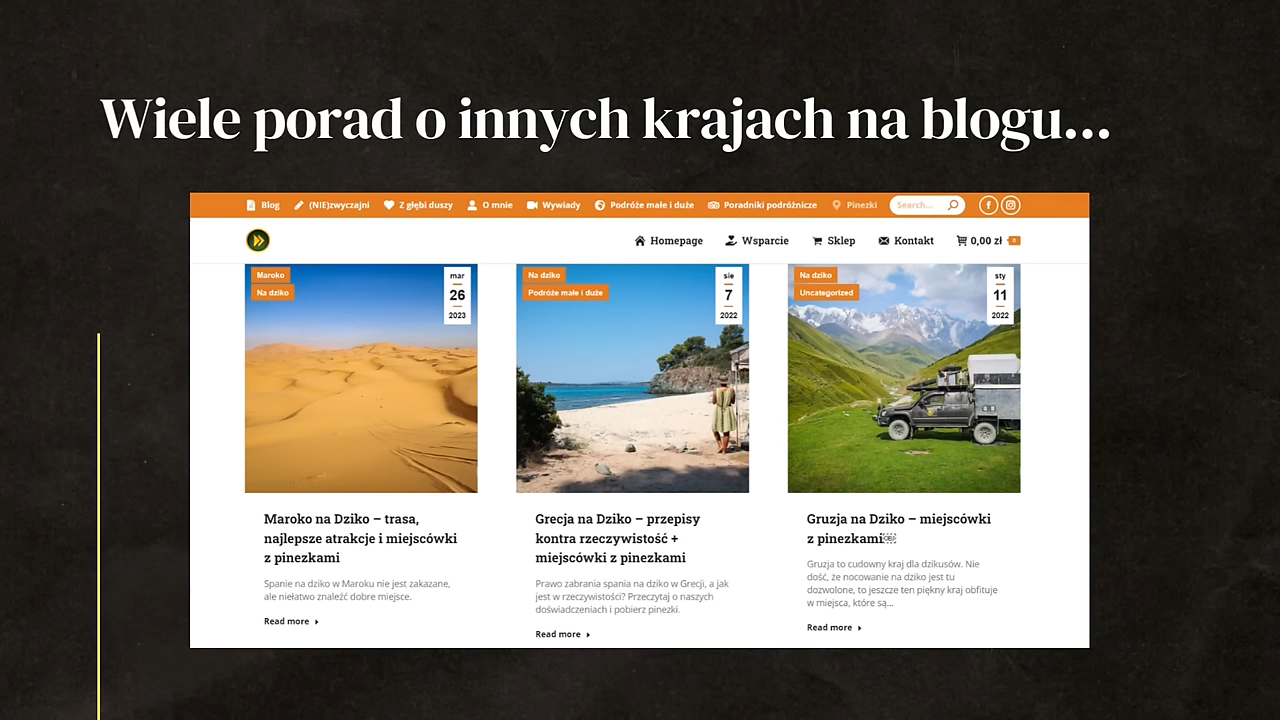 Wiele porad o innych krajach na blogu...
Blog (NIE)zwyczajni Z głębi duszy O mnie Wywiady Podróże małe i duże Poradniki podróżnicze Pinezki Search...
Homepage Wsparcie Sklep Kontakt 0,00 zł 0
Maroko
Na dziko
mar
26
2023
Na dziko
Podróże małe i duże
sie
7
2022
Na dziko
Uncategorized
sty
11
2022
Maroko na Dziko – trasa,
najlepsze atrakcje i miejscówki
z pinezkami
Spanie na dziko w Maroku nie jest zakazane,
ale niełatwo znaleźć dobre miejsce.
Read more
Grecja na Dziko – przepisy
kontra rzeczywistość +
miejscówki z pinezkami
Prawo zabrania spania na dziko w Grecji, a jak
jest w rzeczywistości? Przeczytaj o naszych
doświadczeniach i pobierz pinezki.
Read more
Gruzja na Dziko – miejscówki
z pinezkami￼
Gruzja to cudowny kraj dla dzikusów. Nie
dość, że nocowanie na dziko jest tu
dozwolone, to jeszcze ten piękny kraj obfituje
w miejsca, które są...
Read more